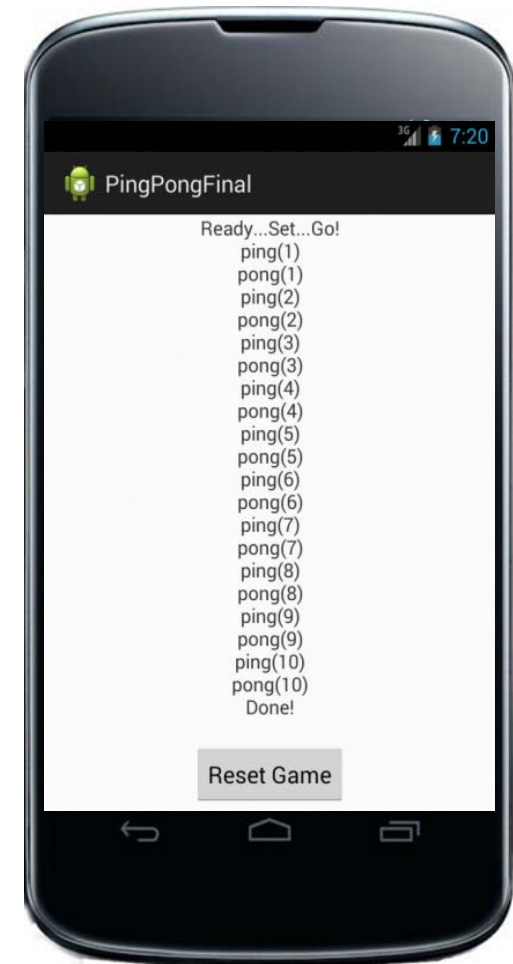 3G 7:20
PingPongFinal
Ready...Set...Go!
ping(1)
pong(1)
ping(2)
pong(2)
ping(3)
pong(3)
ping(4)
pong(4)
ping(5)
pong(5)
ping(6)
pong(6)
ping(7)
pong(7)
ping(8)
pong(8)
ping(9)
pong(9)
ping(10)
pong(10)
Done!
Reset Game